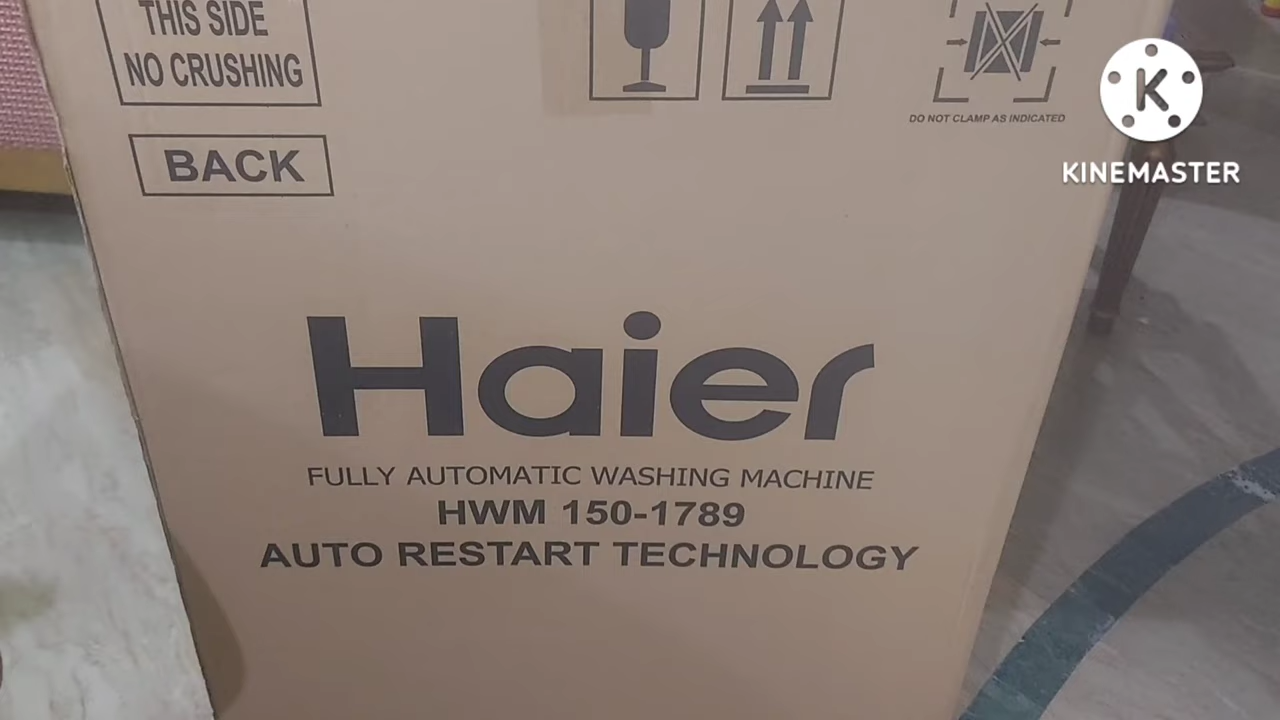 THIS SIDE
NO CRUSHING
BACK
DO NOT CLAMP AS INDICATED
K
KINEMASTER
Haier
FULLY AUTOMATIC WASHING MACHINE
HWM 150-1789
AUTO RESTART TECHNOLOGY